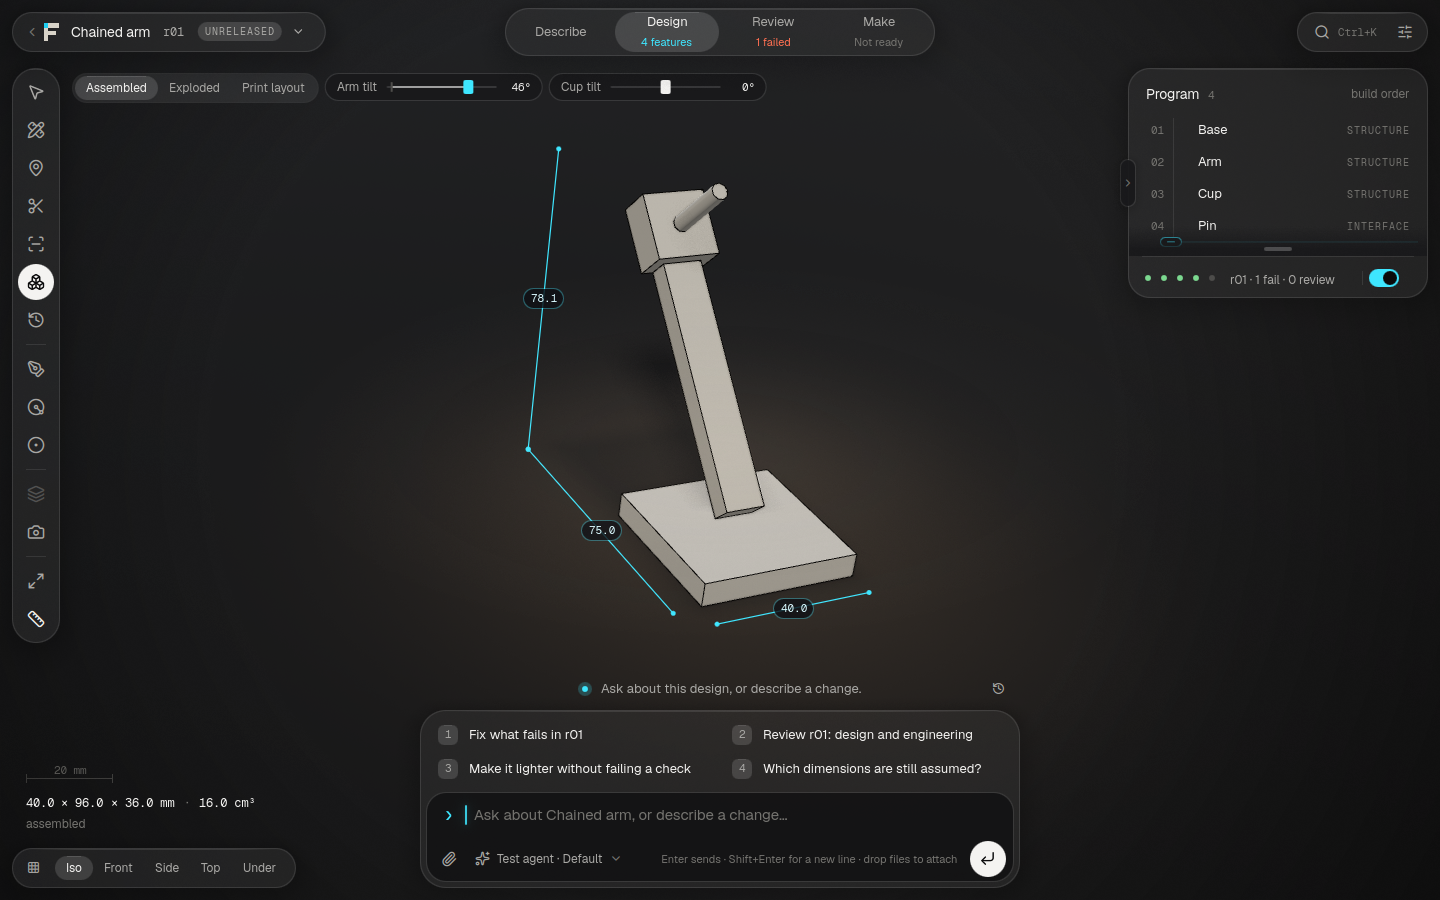 Chained arm r01 UNRELEASED
Describe
Design
4 features
Review
1 failed
Make
Not ready
Ctrl+K
Assembled Exploded Print layout
Arm tilt 46°
Cup tilt 0°
Program 4 build order
01 Base STRUCTURE
02 Arm STRUCTURE
03 Cup STRUCTURE
04 Pin INTERFACE
r01 · 1 fail · 0 review
78.1
75.0
40.0
Ask about this design, or describe a change.
1 Fix what fails in r01
2 Review r01: design and engineering
3 Make it lighter without failing a check
4 Which dimensions are still assumed?
Ask about Chained arm, or describe a change...
Test agent · Default
Enter sends · Shift+Enter for a new line · drop files to attach
20 mm
40.0 × 96.0 × 36.0 mm · 16.0 cm³
assembled
Iso Front Side Top Under